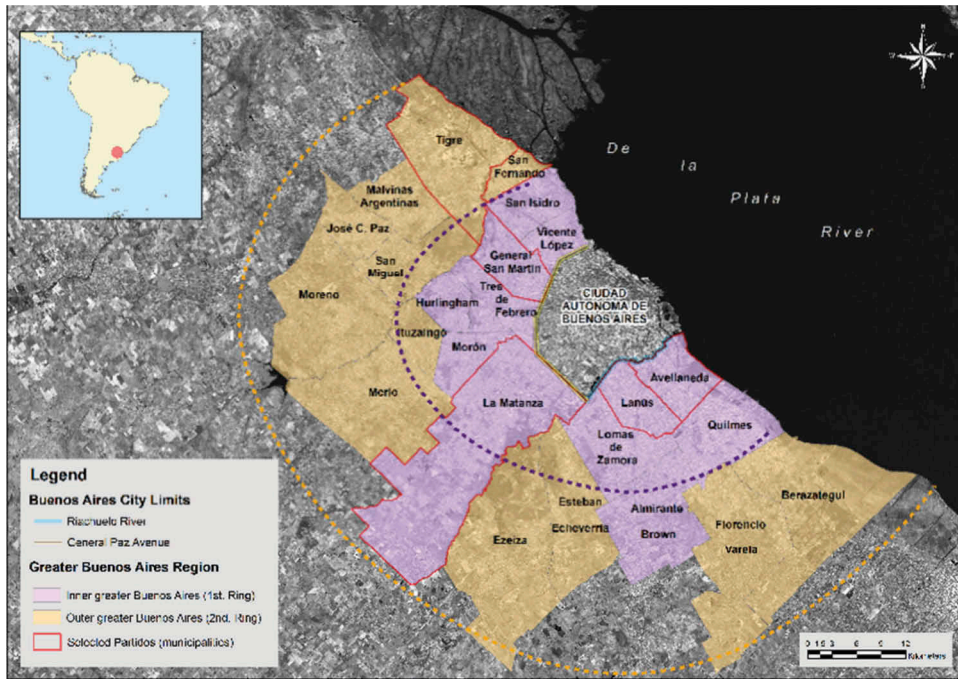 N
De
la
Plata
River
Tigre
San
Fernando
Malvinas
Argentinas
San Isidro
José C. Paz
Vicente
López
General
San Martín
San
Miguel
Moreno
Hurlingham
Tres
de
Febrero
CIUDAD
AUTONOMA DE
BUENOS AIRES
Ituzaingó
Morón
Merlo
La Matanza
Avellaneda
Lanús
Quilmes
Lomas
de
Zamora
Esteban
Echeverría
Ezeiza
Almirante
Brown
Berazategui
Florencio
Varela
Legend
Buenos Aires City Limits
Riachuelo River
General Paz Avenue
Greater Buenos Aires Region
Inner greater Buenos Aires (1st. Ring)
Outer greater Buenos Aires (2nd. Ring)
Selected Partidos (municipalities)
Kilometers